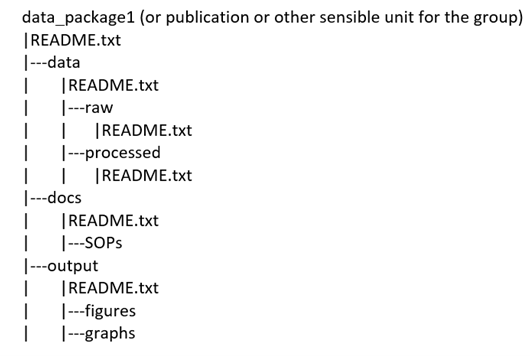 data_package1 (or publication or other sensible unit for the group)
|README.txt
|---data
|      |README.txt
|      |---raw
|      |      |README.txt
|      |---processed
|      |      |README.txt
|---docs
|      |README.txt
|      |---SOPs
|---output
|      |README.txt
|      |---figures
|      |---graphs